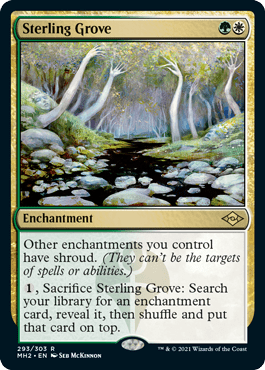 Sterling Grove
Enchantment
Other enchantments you control
have shroud. (They can't be the targets
of spells or abilities.)
1, Sacrifice Sterling Grove: Search
your library for an enchantment
card, reveal it, then shuffle and put
that card on top.
293/303 R
MH2 • EN Seb McKinnon
™ & © 2021 Wizards of the Coast